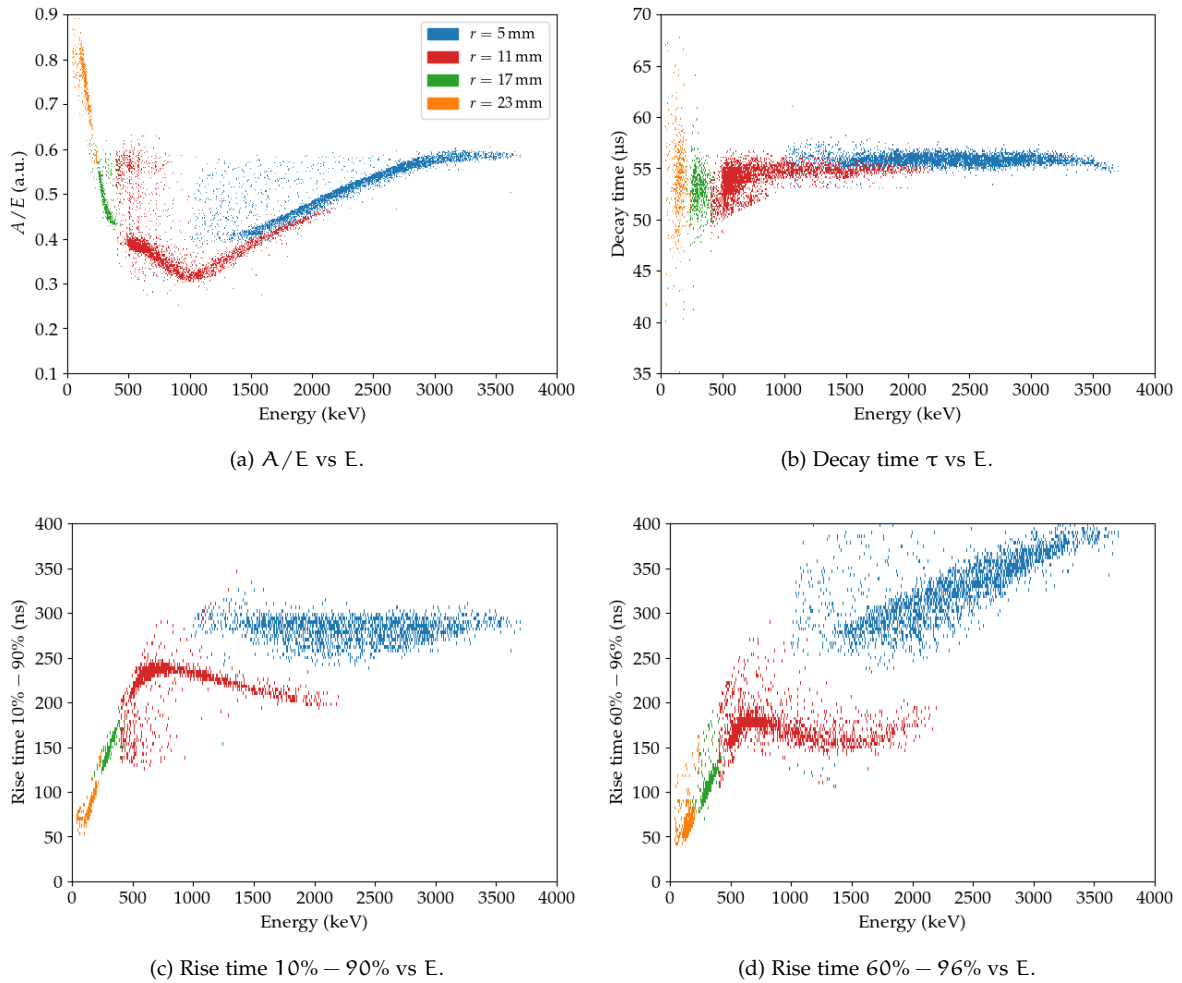 0.9
0.8
0.7
0.6
0.5
0.4
0.3
0.2
0.1
A/E (a.u.)
0 500 1000 1500 2000 2500 3000 3500 4000
Energy (keV)
r = 5 mm
r = 11 mm
r = 17 mm
r = 23 mm
(a) A/E vs E.
70
65
60
55
50
45
40
35
Decay time (µs)
0 500 1000 1500 2000 2500 3000 3500 4000
Energy (keV)
(b) Decay time τ vs E.
400
350
300
250
200
150
100
50
0
Rise time 10% − 90% (ns)
0 500 1000 1500 2000 2500 3000 3500 4000
Energy (keV)
(c) Rise time 10% − 90% vs E.
400
350
300
250
200
150
100
50
0
Rise time 60% − 96% (ns)
0 500 1000 1500 2000 2500 3000 3500 4000
Energy (keV)
(d) Rise time 60% − 96% vs E.